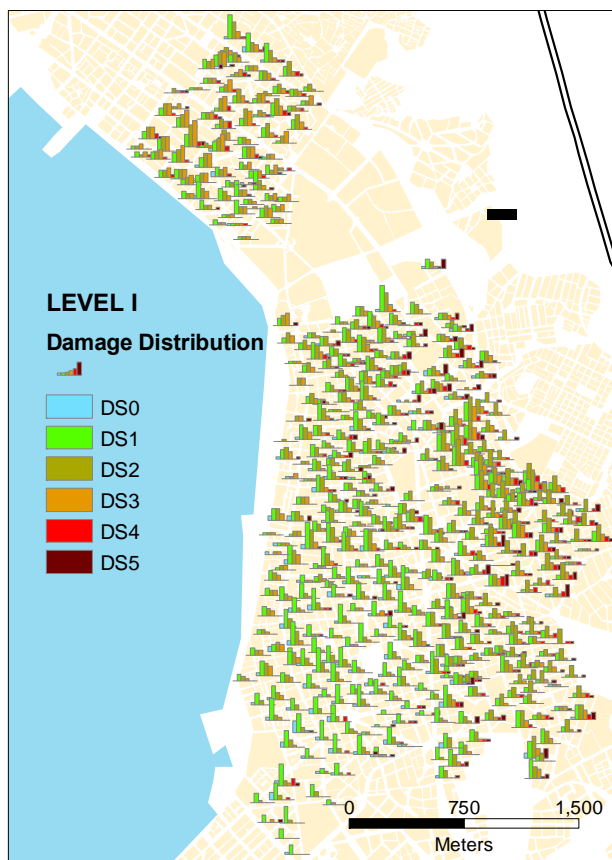 LEVEL I
Damage Distribution
DS0
DS1
DS2
DS3
DS4
DS5
0 750 1,500
Meters